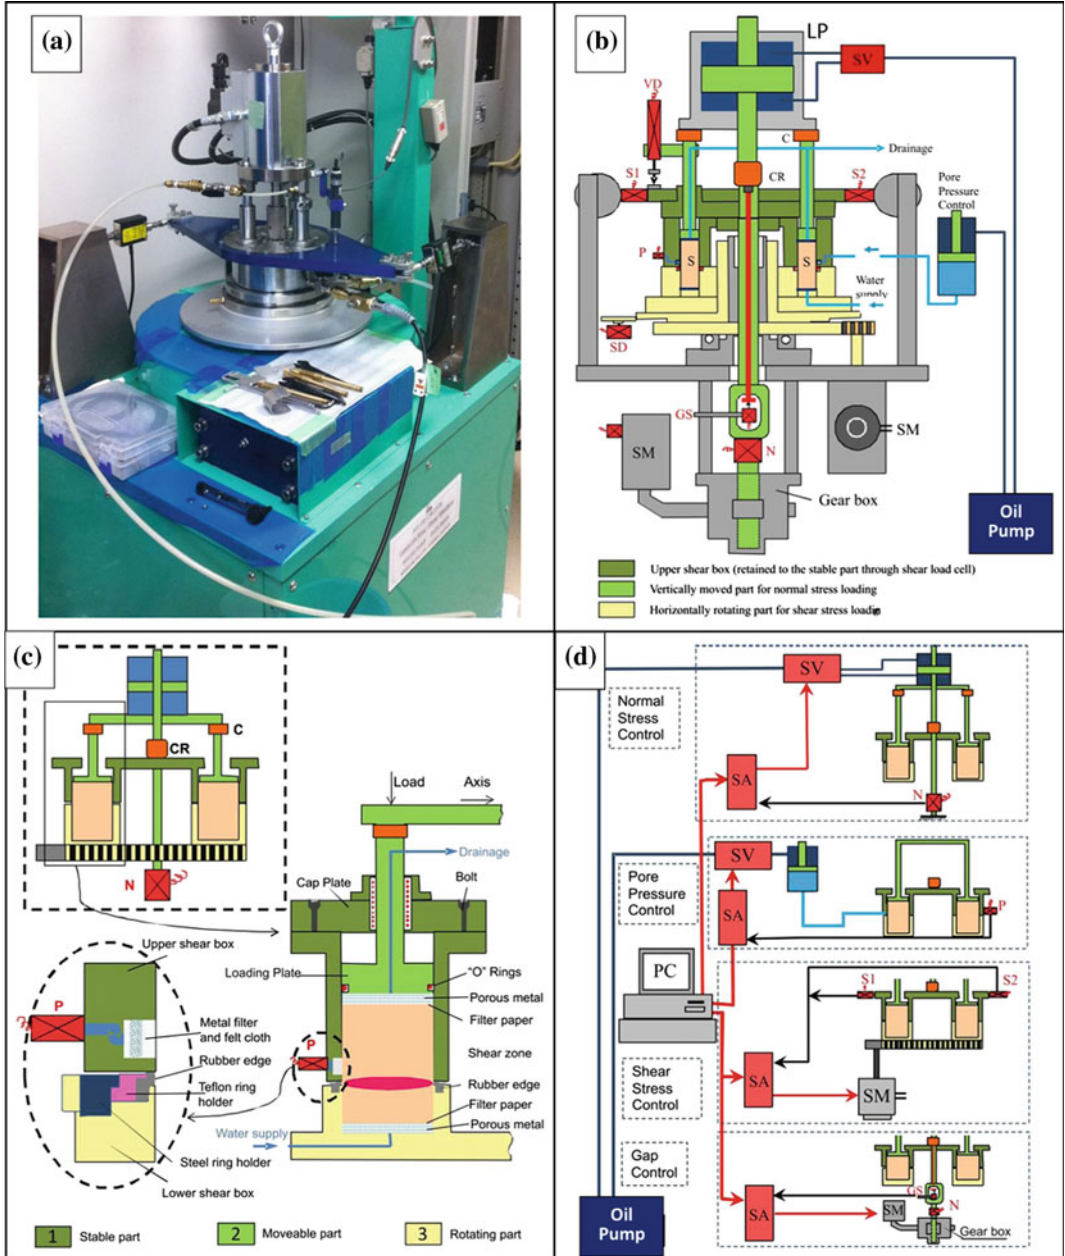 (a)
(b)
LP
SV
VD
C
Drainage
S1
CR
S2
Pore
Pressure
Control
P
S
S
Water
supply
SD
GS
SM
N
SM
Gear box
Oil
Pump
Upper shear box (retained to the stable part through shear load cell)
Vertically moved part for normal stress loading
Horizontally rotating part for shear stress loading
(c)
C
CR
N
Load
Axis
Drainage
Cap Plate
Bolt
Upper shear box
Loading Plate
"O" Rings
Porous metal
Filter paper
P
Metal filter
and felt cloth
P
Shear zone
Rubber edge
Rubber edge
Teflon ring
holder
Filter paper
Water supply
Porous metal
Steel ring holder
Lower shear box
1 Stable part
2 Moveable part
3 Rotating part
(d)
SV
Normal
Stress
Control
SA
N
SV
Pore
Pressure
Control
SA
P
PC
S1
S2
Shear
Stress
Control
SA
SM
Gap
Control
GS
N
SA
SM
Gear box
Oil
Pump